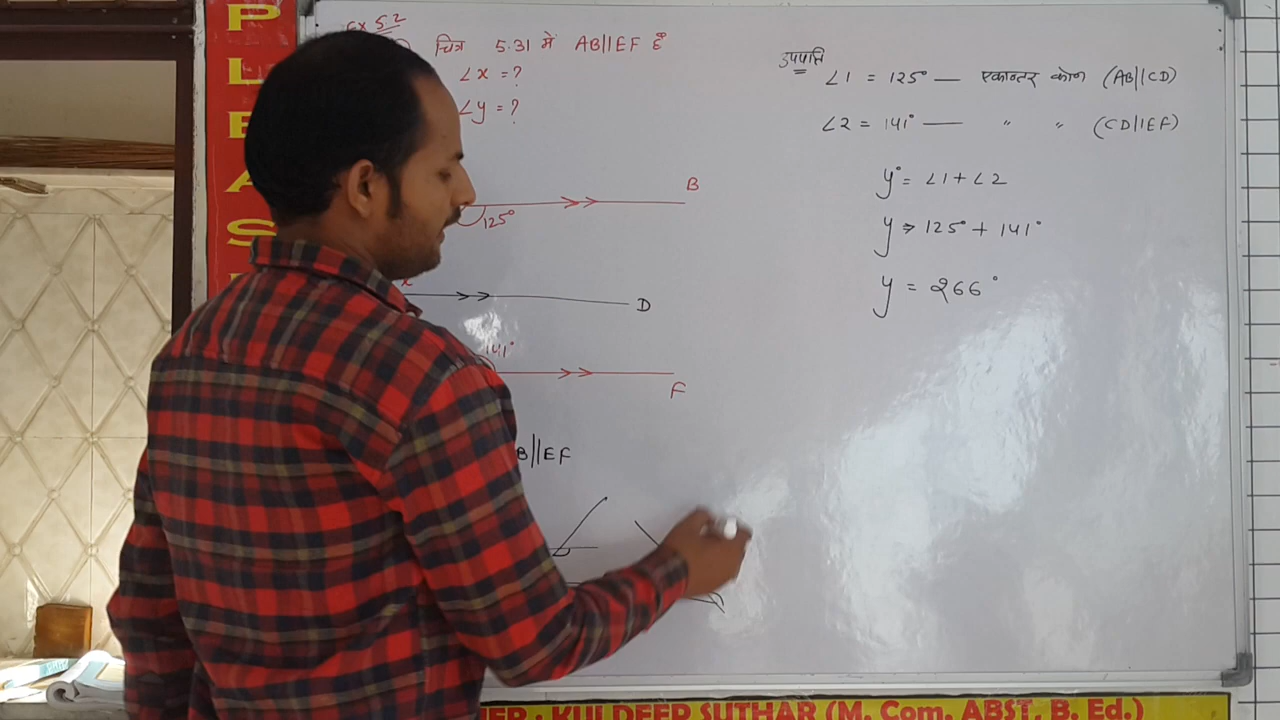 Ex 5.2
चित्र 5.31 में AB||EF है
∠x = ?
∠y = ?
B
125°
x
D
141°
F
B||EF
उपपत्ति
∠1 = 125° — एकान्तर कोण (AB||CD)
∠2 = 141° — " " (CD||EF)
y° = ∠1 + ∠2
y ⇒ 125° + 141°
y = 266°
PLEAS
: KULDEEP SUTHAR (M. Com. ABST, B. Ed.)